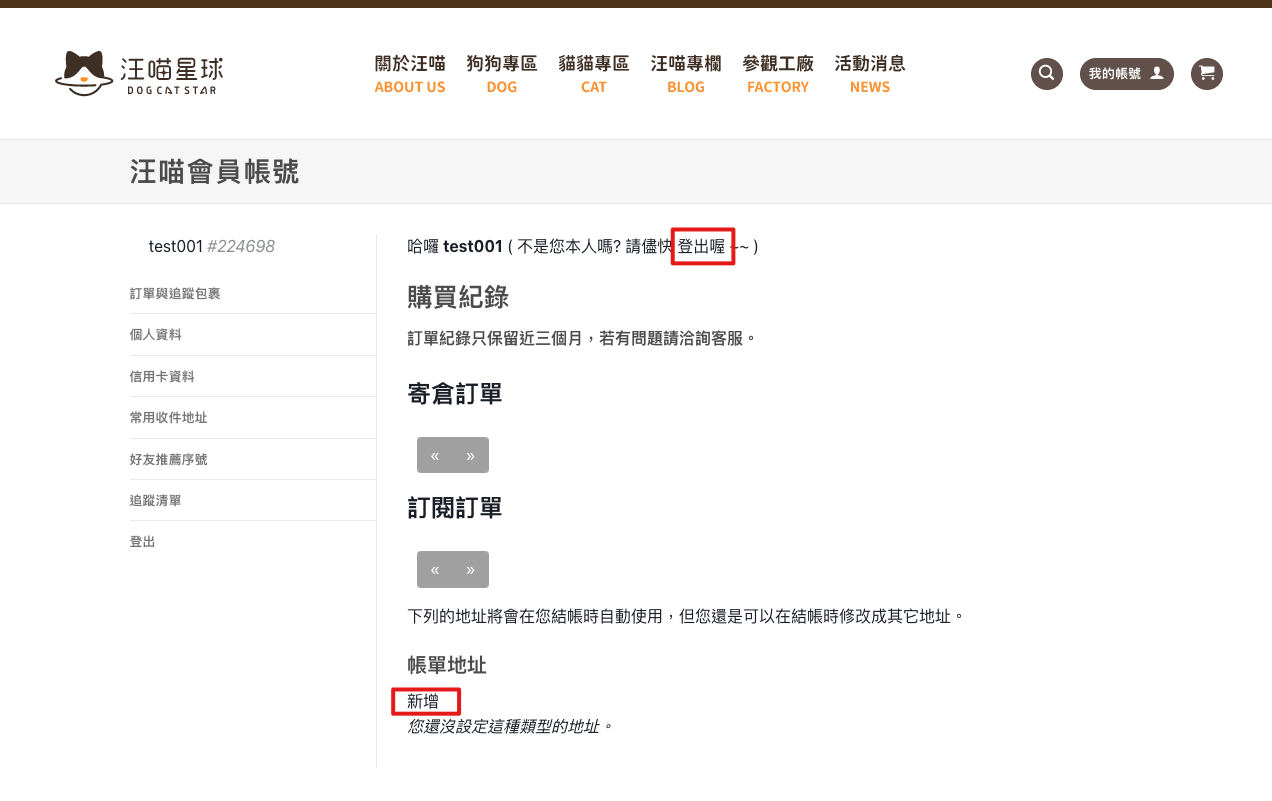 汪喵星球
DOG CAT STAR
關於汪喵 狗狗專區 貓貓專區 汪喵專欄 參觀工廠 活動消息
ABOUT US DOG CAT BLOG FACTORY NEWS
我的帳號
汪喵會員帳號
test001 #224698
訂單與追蹤包裹
個人資料
信用卡資料
常用收件地址
好友推薦序號
追蹤清單
登出
哈囉 test001 ( 不是您本人嗎? 請儘快 登出喔 ~~ )
購買紀錄
訂單紀錄只保留近三個月，若有問題請洽詢客服。
寄倉訂單
« »
訂閱訂單
« »
下列的地址將會在您結帳時自動使用，但您還是可以在結帳時修改成其它地址。
帳單地址
新增
您還沒設定這種類型的地址。